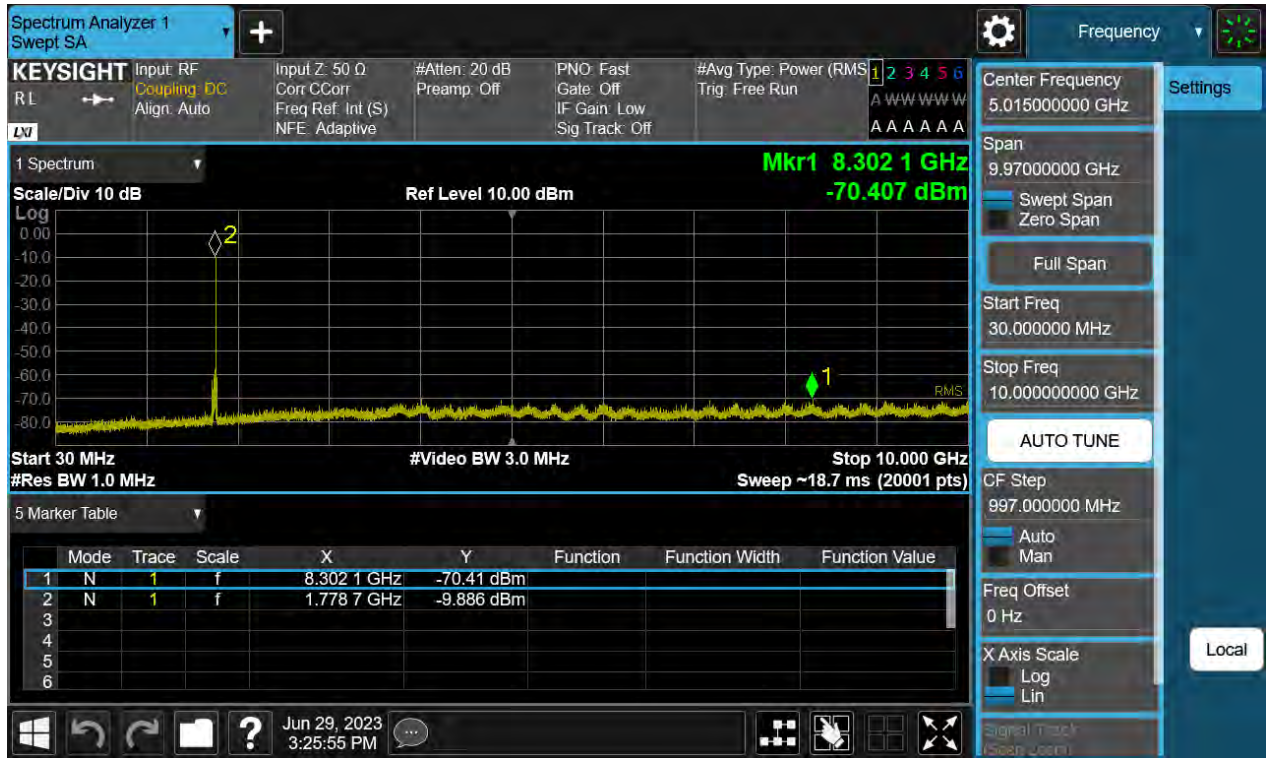 Spectrum Analyzer 1
Swept SA
+
Frequency
KEYSIGHT
RL
LXI
Input: RF
Coupling: DC
Align: Auto
Input Z: 50 Ω
Corr CCorr
Freq Ref: Int (S)
NFE: Adaptive
#Atten: 20 dB
Preamp: Off
PNO: Fast
Gate: Off
IF Gain: Low
Sig Track: Off
#Avg Type: Power (RMS
Trig: Free Run
1 2 3 4 5 6
A W W W W W
A A A A A A
1 Spectrum
Mkr1 8.302 1 GHz
-70.407 dBm
Scale/Div 10 dB
Ref Level 10.00 dBm
Log
0.00
-10.0
-20.0
-30.0
-40.0
-50.0
-60.0
-70.0
-80.0
2
1
RMS
Start 30 MHz
#Video BW 3.0 MHz
Stop 10.000 GHz
#Res BW 1.0 MHz
Sweep ~18.7 ms (20001 pts)
5 Marker Table
Mode Trace Scale X Y Function Function Width Function Value
1 N 1 f 8.302 1 GHz -70.41 dBm
2 N 1 f 1.778 7 GHz -9.886 dBm
3
4
5
6
Center Frequency
5.015000000 GHz
Span
9.97000000 GHz
Swept Span
Zero Span
Full Span
Start Freq
30.000000 MHz
Stop Freq
10.000000000 GHz
AUTO TUNE
CF Step
997.000000 MHz
Auto
Man
Freq Offset
0 Hz
X Axis Scale
Log
Lin
Signal Track
(Span Zoom)
Settings
Local
?
Jun 29, 2023
3:25:55 PM